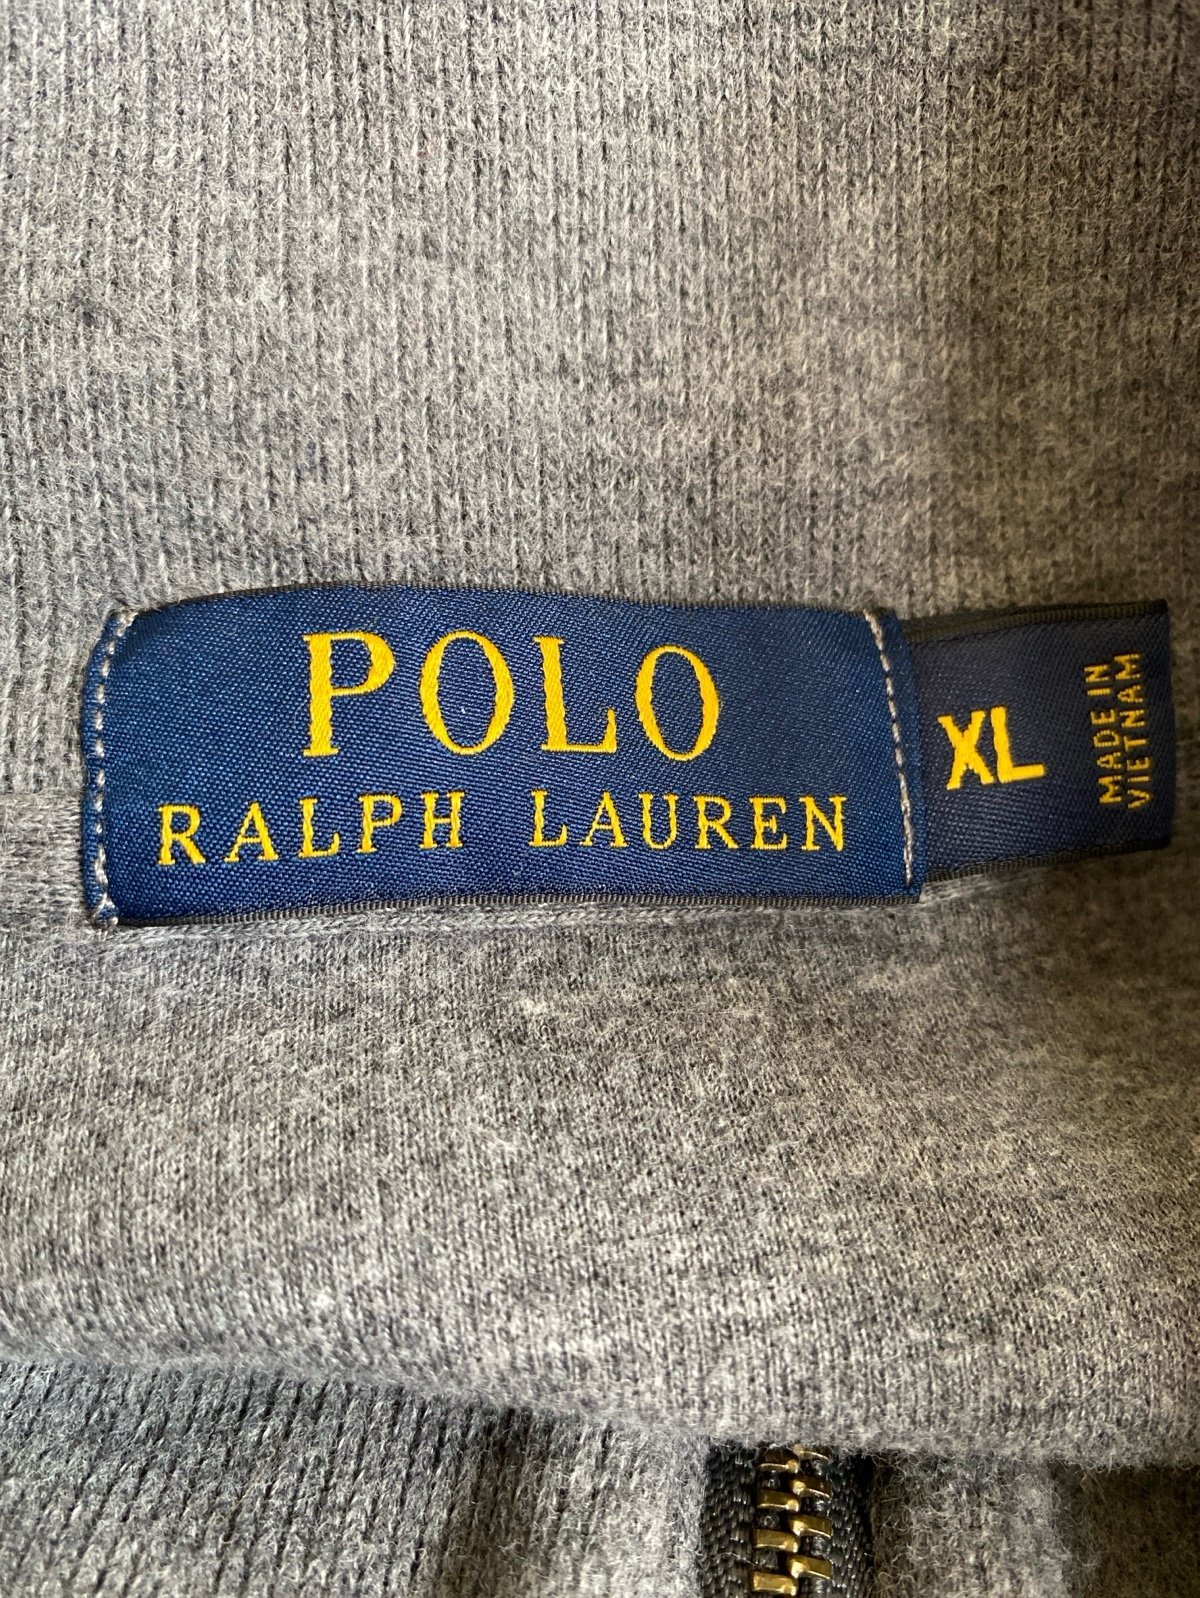 POLO
RALPH LAUREN
XL
MADE IN
VIETNAM